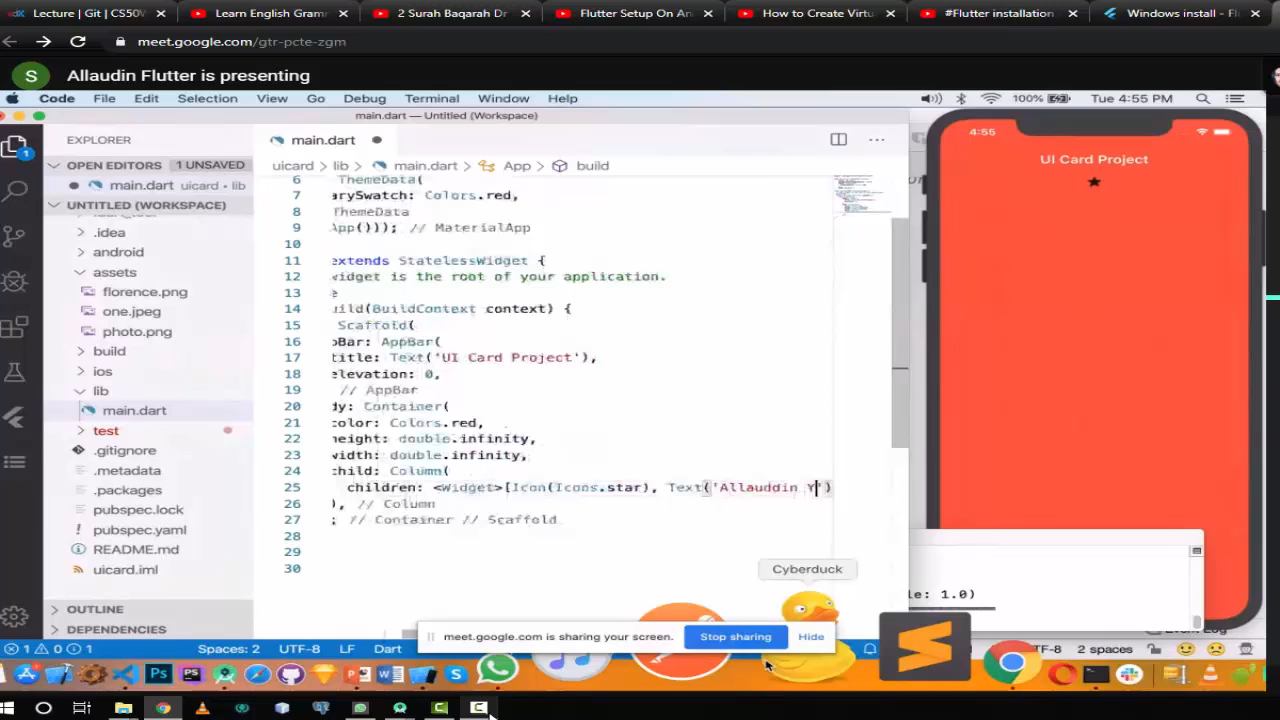 Lecture | Git | CS50
Learn English Gram
2 Surah Baqarah Dr
Flutter Setup On An
How to Create Virtu
#Flutter installation
Windows install - Fl
meet.google.com/gtr-pcte-zgm
S
Allaudin Flutter is presenting
Code File Edit Selection View Go Debug Terminal Window Help
100%
Tue 4:55 PM
main.dart — Untitled (Workspace)
EXPLORER
OPEN EDITORS 1 UNSAVED
main.dart uicard • lib
UNTITLED (WORKSPACE)
.idea
android
assets
florence.png
one.jpeg
photo.png
build
ios
lib
main.dart
test
.gitignore
.metadata
.packages
pubspec.lock
pubspec.yaml
README.md
uicard.iml
OUTLINE
DEPENDENCIES
1
main.dart
uicard > lib > main.dart > App > build
6 ThemeData(
7 arySwatch: Colors.red,
8 ThemeData
9 App())); // MaterialApp
10
11 extends StatelessWidget {
12 widget is the root of your application.
13 e
14 uild(BuildContext context) {
15 Scaffold(
16 pBar: AppBar(
17 title: Text('UI Card Project'),
18 elevation: 0,
19 // AppBar
20 dy: Container(
21 color: Colors.red,
22 height: double.infinity,
23 width: double.infinity,
24 child: Column(
25 children: <Widget>[Icon(Icons.star), Text('Allauddin Y')
26 ), // Column
27 ; // Container // Scaffold
28
29
30
4:55
UI Card Project
le: 1.0)
Cyberduck
meet.google.com is sharing your screen.
Stop sharing
Hide
1 0 1
Spaces: 2 UTF-8 LF Dart
F-8 2 spaces
Ps